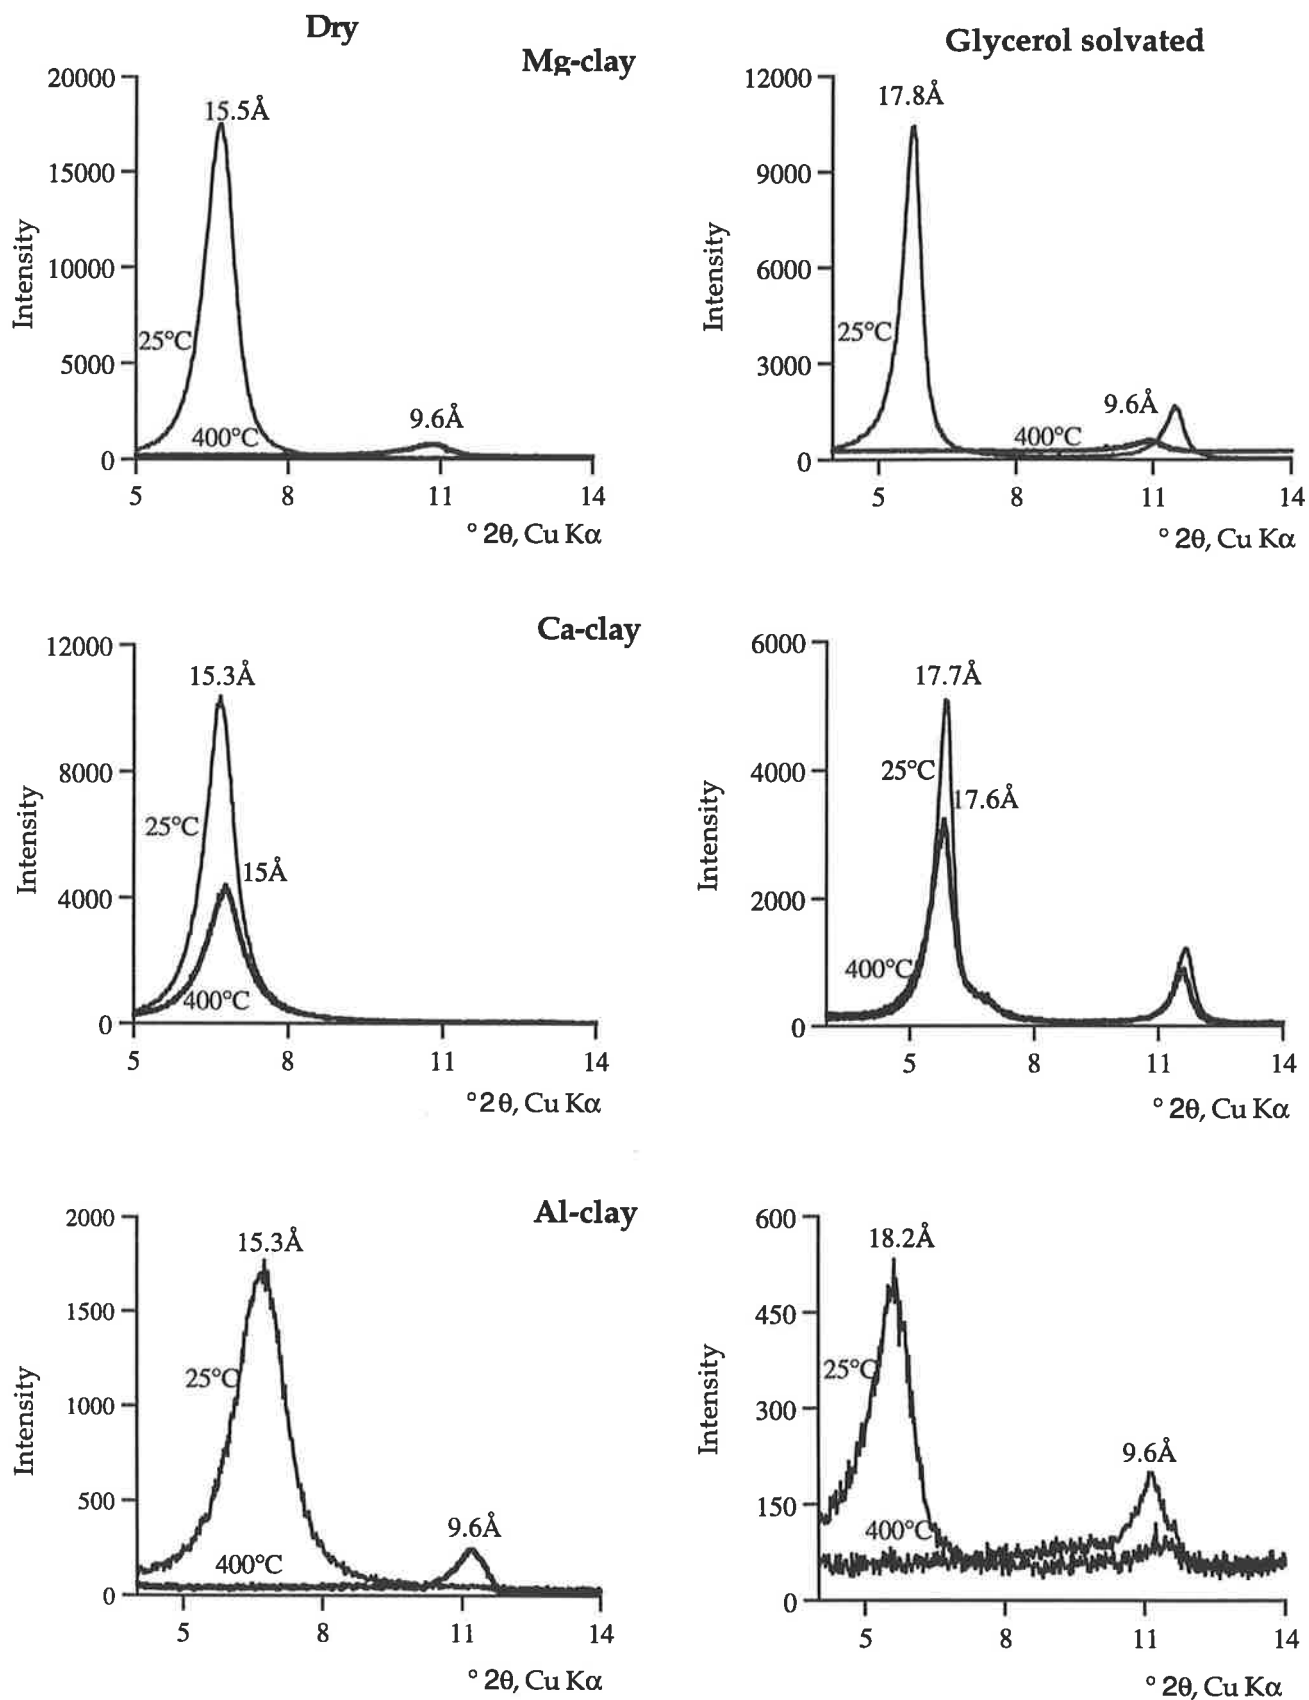 Dry
Glycerol solvated
Mg-clay
20000
15000
10000
5000
0
Intensity
15.5Å
25°C
400°C
9.6Å
5 8 11 14
° 2θ, Cu Kα
12000
9000
6000
3000
0
Intensity
17.8Å
25°C
400°C
9.6Å
5 8 11 14
° 2θ, Cu Kα
Ca-clay
12000
8000
4000
0
Intensity
15.3Å
25°C
15Å
400°C
5 8 11 14
° 2θ, Cu Kα
6000
4000
2000
0
Intensity
17.7Å
25°C
17.6Å
400°C
5 8 11 14
° 2θ, Cu Kα
Al-clay
2000
1500
1000
500
0
Intensity
15.3Å
25°C
9.6Å
400°C
5 8 11 14
° 2θ, Cu Kα
600
450
300
150
0
Intensity
18.2Å
25°C
9.6Å
400°C
5 8 11 14
° 2θ, Cu Kα